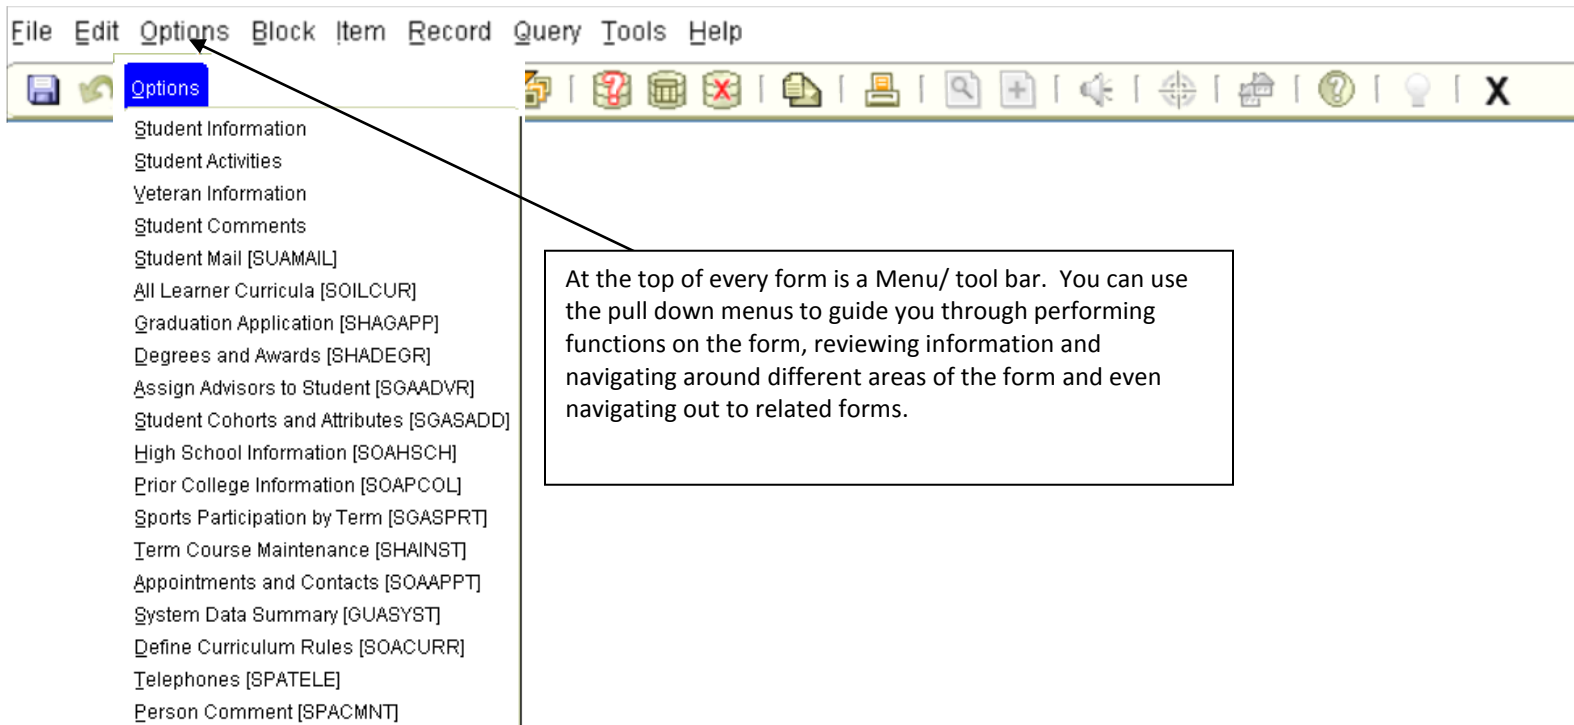 File Edit Options Block Item Record Query Tools Help
Options
X
Student Information
Student Activities
Veteran Information
Student Comments
Student Mail [SUAMAIL]
All Learner Curricula [SOILCUR]
Graduation Application [SHAGAPP]
Degrees and Awards [SHADEGR]
Assign Advisors to Student [SGAADVR]
Student Cohorts and Attributes [SGASADD]
High School Information [SOAHSCH]
Prior College Information [SOAPCOL]
Sports Participation by Term [SGASPRT]
Term Course Maintenance [SHAINST]
Appointments and Contacts [SOAAPPT]
System Data Summary [GUASYST]
Define Curriculum Rules [SOACURR]
Telephones [SPATELE]
Person Comment [SPACMNT]
At the top of every form is a Menu/ tool bar.  You can use
the pull down menus to guide you through performing
functions on the form, reviewing information and
navigating around different areas of the form and even
navigating out to related forms.